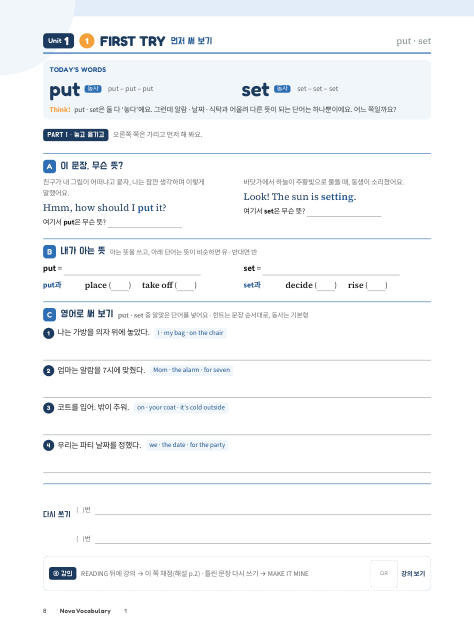 Unit 1 1 FIRST TRY 먼저 써 보기 put · set
TODAY'S WORDS
put 동사 put – put – put set 동사 set – set – set
Think! put · set은 둘 다 '놓다'예요. 그런데 알람 · 날짜 · 식탁과 어울려 다른 뜻이 되는 단어는 하나뿐이에요. 어느 쪽일까요?
PART 1 · 놓고 옮기고 오른쪽 쪽은 가리고 먼저 해 봐요.
A 이 문장, 무슨 뜻?
친구가 내 그림이 어떠냐고 묻자, 나는 잠깐 생각하며 이렇게
말했어요.
Hmm, how should I put it?
여기서 put은 무슨 뜻?
바닷가에서 하늘이 주황빛으로 물들 때, 동생이 소리쳤어요.
Look! The sun is setting.
여기서 set은 무슨 뜻?
B 내가 아는 뜻 아는 뜻을 쓰고, 아래 단어는 뜻이 비슷하면 유 · 반대면 반
put = set =
put과 place ( ) take off ( ) set과 decide ( ) rise ( )
C 영어로 써 보기 put · set 중 알맞은 단어를 넣어요 · 힌트는 문장 순서대로, 동사는 기본형
1 나는 가방을 의자 위에 놓았다. I · my bag · on the chair
2 엄마는 알람을 7시에 맞췄다. Mom · the alarm · for seven
3 코트를 입어; 밖이 추워. on · your coat · it's cold outside
4 우리는 파티 날짜를 정했다. we · the date · for the party
다시 쓰기 ( )번
( )번
강의 READING 뒤에 강의 → 이 쪽 채점(해설 p.2) · 틀린 문장 다시 쓰기 → MAKE IT MINE QR 강의 보기
8 Nova Vocabulary 1